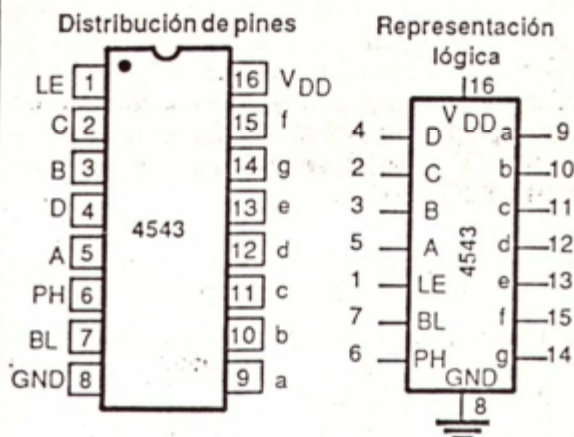 Distribución de pines
LE 1
C 2
B 3
D 4
A 5
PH 6
BL 7
GND 8
4543
16 VDD
15 f
14 g
13 e
12 d
11 c
10 b
9 a
Representación
lógica
16
VDD
4 D a 9
2 C b 10
3 B c 11
5 A d 12
1 LE e 13
7 BL f 15
6 PH g 14
4543
GND
8